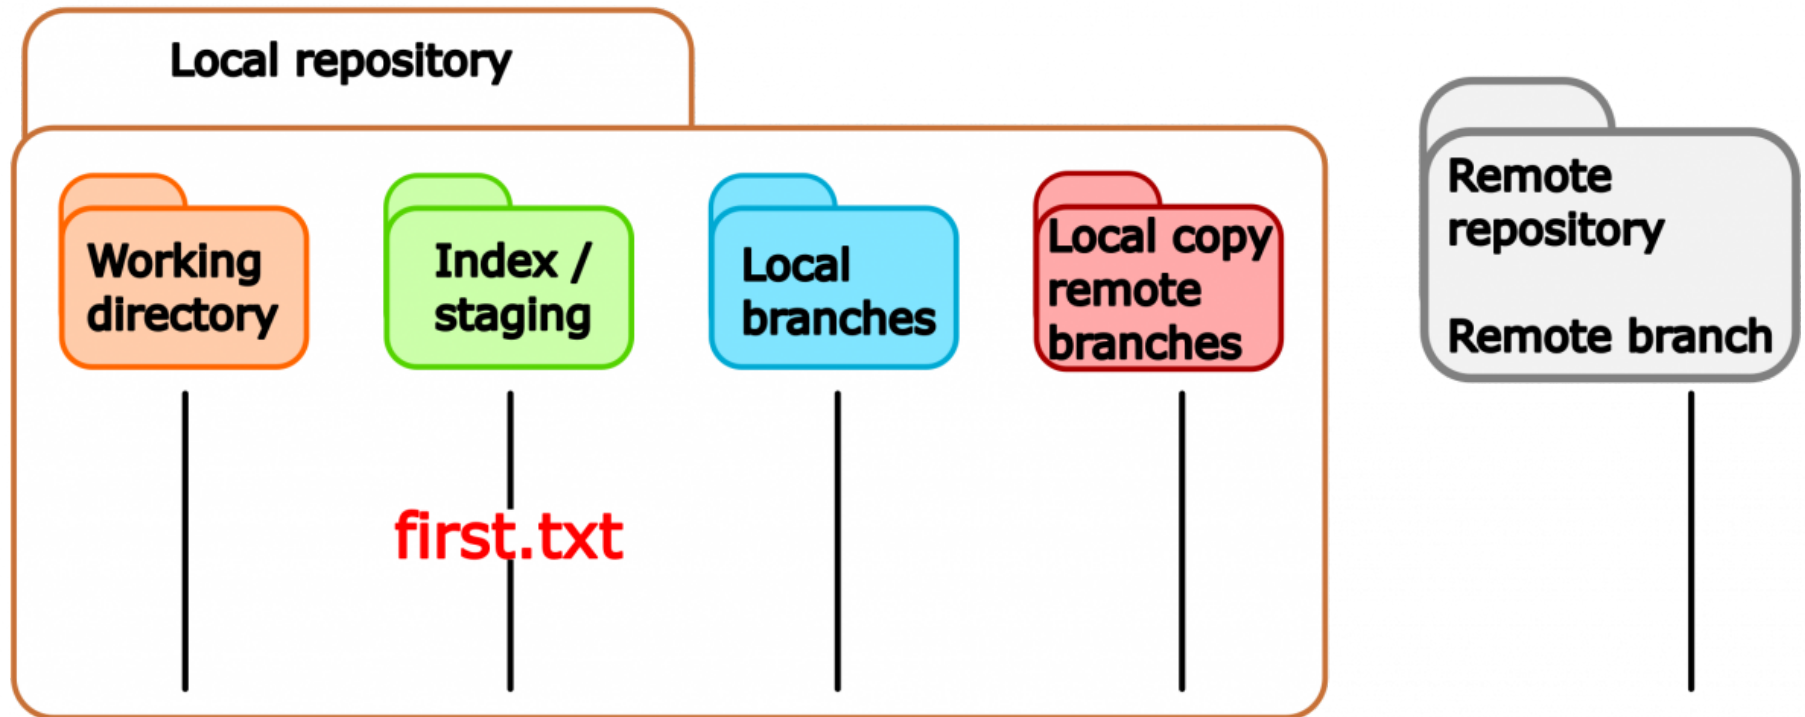 Local repository
Working
directory
Index /
staging
Local
branches
Local copy
remote
branches
Remote
repository
Remote branch
first.txt